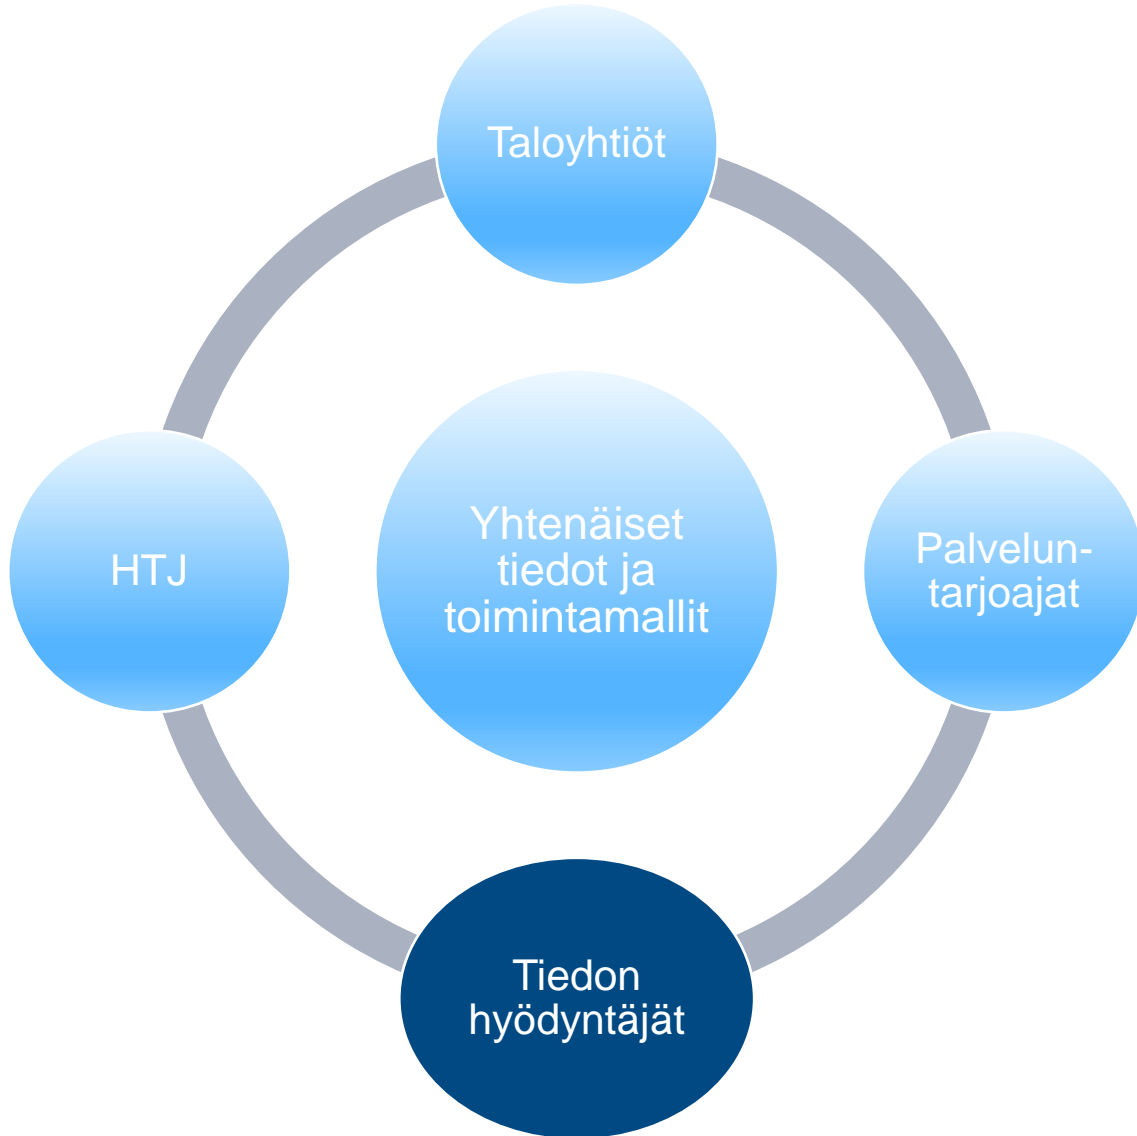 Taloyhtiöt
HTJ
Yhtenäiset
tiedot ja
toimintamallit
Palvelun-
tarjoajat
Tiedon
hyödyntäjät